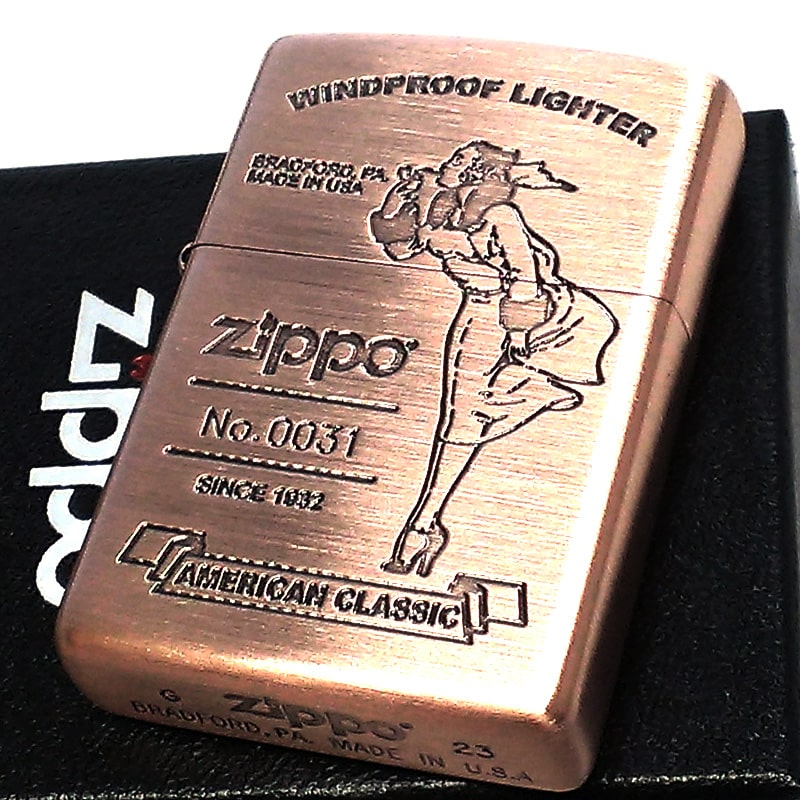 WINDPROOF LIGHTER
BRADFORD, PA.
MADE IN USA
zippo
No.0031
SINCE 1932
AMERICAN CLASSIC
G zippo 23
BRADFORD, PA. MADE IN U.S.A
zippo